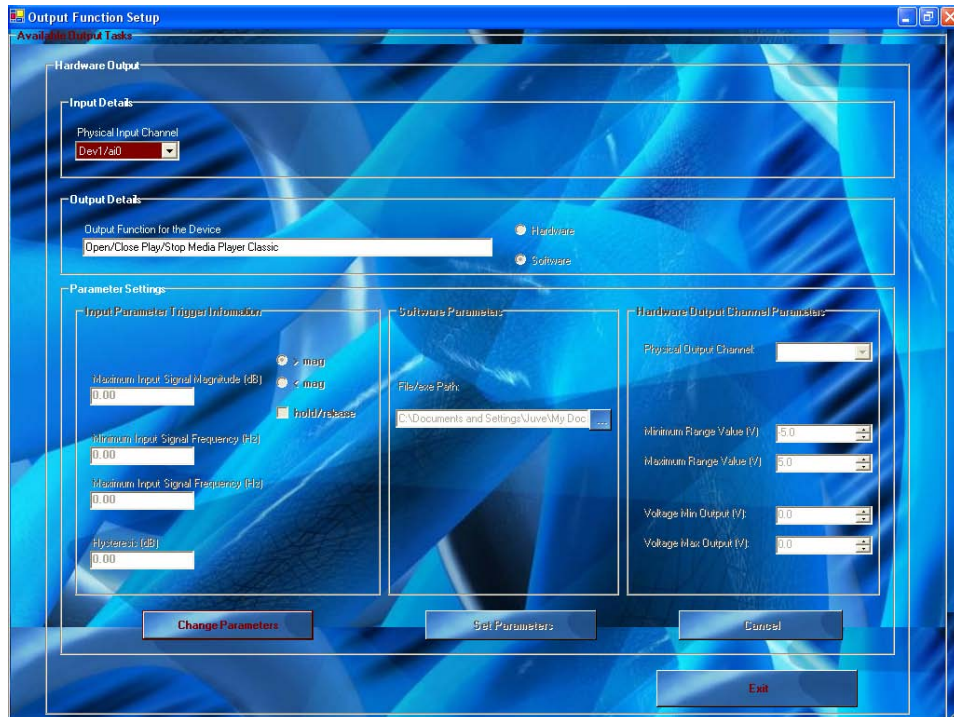 Output Function Setup
Available Output Tasks
Hardware Output
Input Details
Physical Input Channel
Dev1/ai0
Output Details
Output Function for the Device
Open/Close Play/Stop Media Player Classic
Hardware
Software
Parameter Settings
Input Parameter Trigger Information
> mag
Maximum Input Signal Magnitude (dB)
< mag
0.00
hold/release
Minimum Input Signal Frequency (Hz)
0.00
Maximum Input Signal Frequency (Hz)
0.00
Hysteresis (dB)
0.00
Software Parameters
File/exe Path:
C:\Documents and Settings\Juve\My Doc
...
Hardware Output Channel Parameters
Physical Output Channel:
Minimum Range Value (V)
-5.0
Maximum Range Value (V)
5.0
Voltage Min Output (V):
0.0
Voltage Max Output (V):
0.0
Change Parameters
Set Parameters
Cancel
Exit